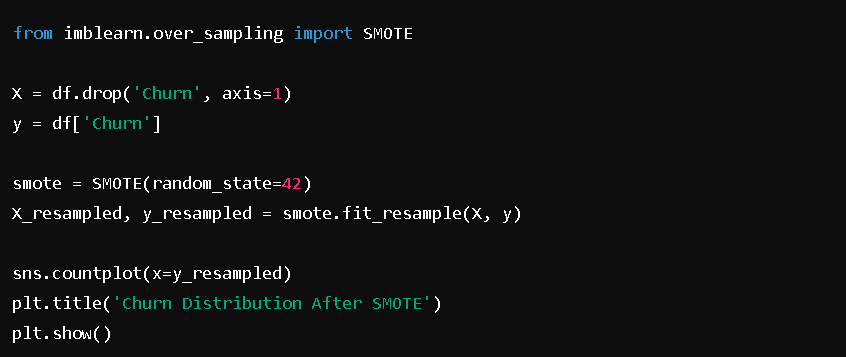 from imblearn.over_sampling import SMOTE
X = df.drop('Churn', axis=1)
y = df['Churn']
smote = SMOTE(random_state=42)
X_resampled, y_resampled = smote.fit_resample(X, y)
sns.countplot(x=y_resampled)
plt.title('Churn Distribution After SMOTE')
plt.show()